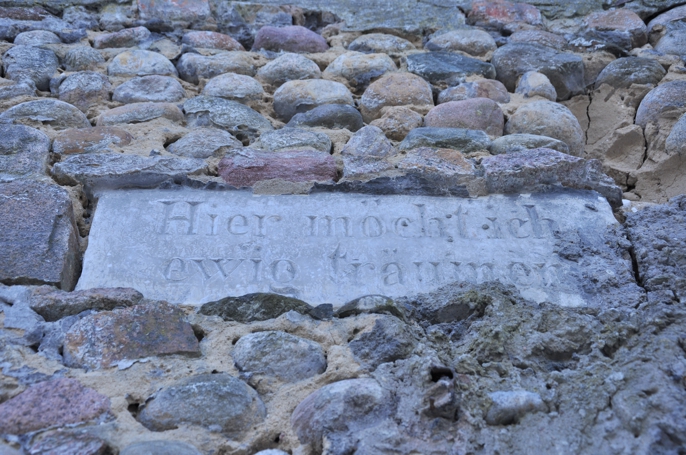 Hier möcht ich
ewig träumen